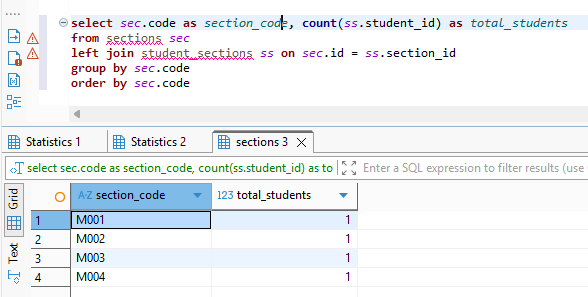 select sec.code as section_code, count(ss.student_id) as total_students
from sections sec
left join student_sections ss on sec.id = ss.section_id
group by sec.code
order by sec.code
Statistics 1
Statistics 2
sections 3
select sec.code as section_code, count(ss.student_id) as to
Enter a SQL expression to filter results (use
Grid
Text
A-Z section_code
123 total_students
1 M001 1
2 M002 1
3 M003 1
4 M004 1